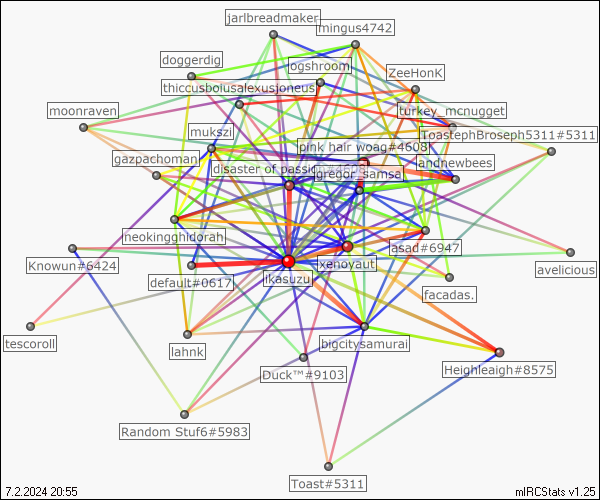 jarlbreadmaker
mingus4742
doggerdig
ogshroom
ZeeHonK
thiccusboiusalexusjoneus
moonraven
turkey_mcnugget
ToastephBroseph5311#5311
mukszi
pink hair woag#4608
gazpachoman
andnewbees
disaster of passion#4608
gregor_samsa
neokingghidorah
asad#6947
Knowun#6424
xenoyaut
avelicious
default#0617
ikasuzu
facadas.
tescoroll
lahnk
bigcitysamurai
Duck™#9103
Heighleaigh#8575
Random Stuf6#5983
Toast#5311
7.2.2024 20:55
mIRCStats v1.25